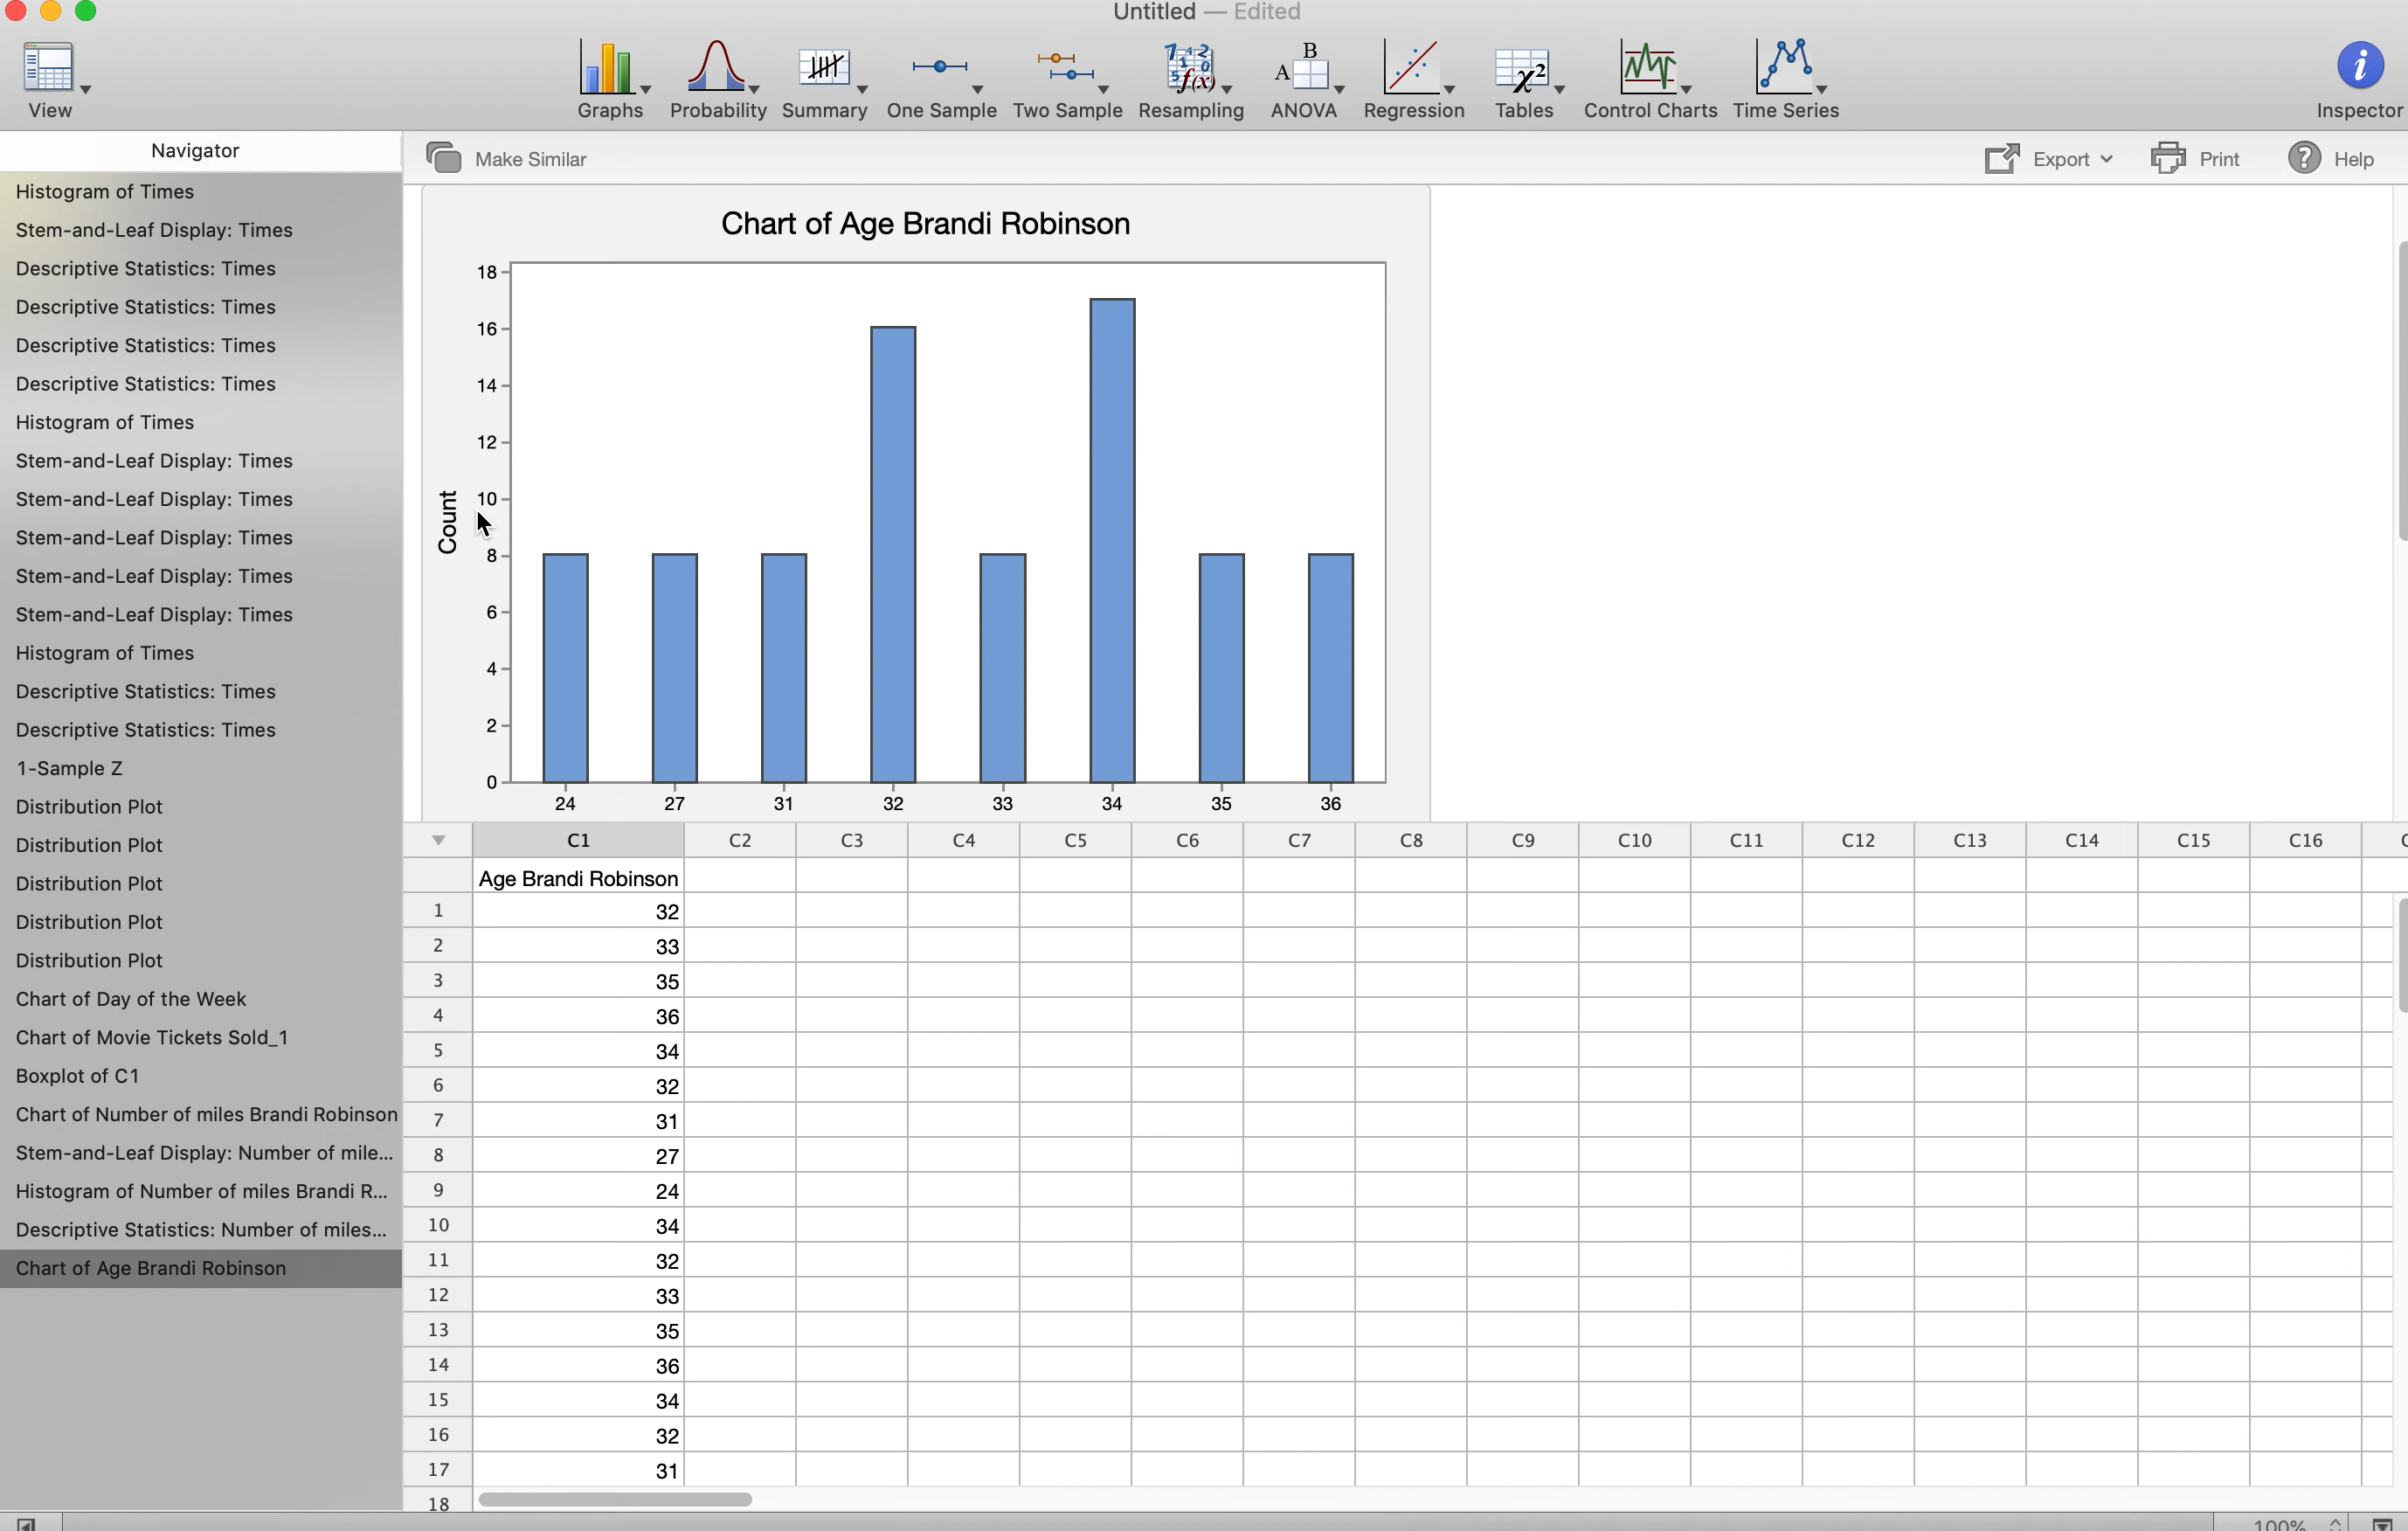 Untitled — Edited
View
Graphs Probability Summary One Sample Two Sample Resampling ANOVA Regression Tables Control Charts Time Series Inspector
Navigator
Make Similar Export Print Help
Histogram of Times
Stem-and-Leaf Display: Times
Descriptive Statistics: Times
Descriptive Statistics: Times
Descriptive Statistics: Times
Descriptive Statistics: Times
Histogram of Times
Stem-and-Leaf Display: Times
Stem-and-Leaf Display: Times
Stem-and-Leaf Display: Times
Stem-and-Leaf Display: Times
Stem-and-Leaf Display: Times
Histogram of Times
Descriptive Statistics: Times
Descriptive Statistics: Times
1-Sample Z
Distribution Plot
Distribution Plot
Distribution Plot
Distribution Plot
Distribution Plot
Chart of Day of the Week
Chart of Movie Tickets Sold_1
Boxplot of C1
Chart of Number of miles Brandi Robinson
Stem-and-Leaf Display: Number of mile...
Histogram of Number of miles Brandi R...
Descriptive Statistics: Number of miles...
Chart of Age Brandi Robinson
Chart of Age Brandi Robinson
Count
18
16
14
12
10
8
6
4
2
0
24 27 31 32 33 34 35 36
C1 C2 C3 C4 C5 C6 C7 C8 C9 C10 C11 C12 C13 C14 C15 C16
Age Brandi Robinson
1 32
2 33
3 35
4 36
5 34
6 32
7 31
8 27
9 24
10 34
11 32
12 33
13 35
14 36
15 34
16 32
17 31
18
100%